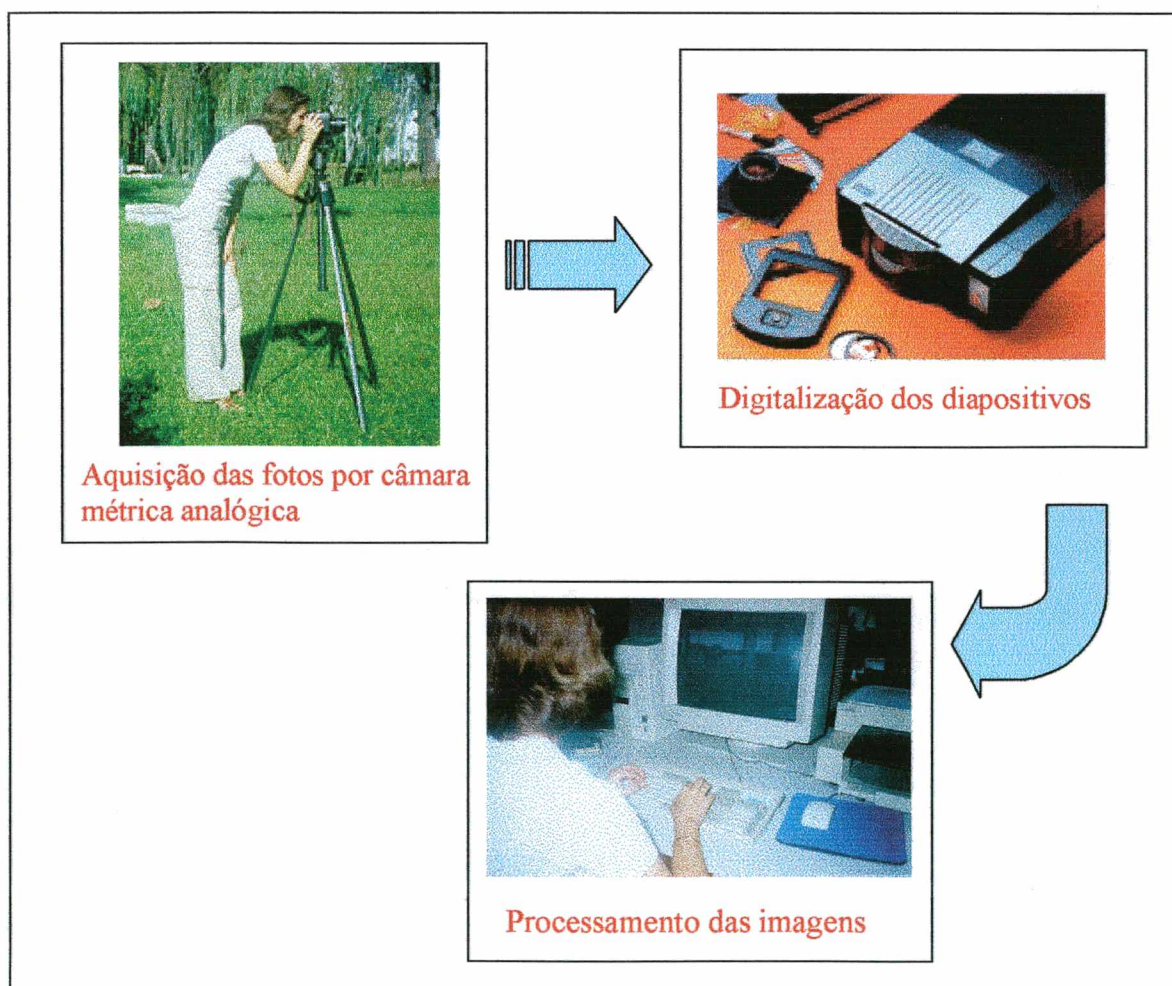 Aquisição das fotos por câmara
métrica analógica
Digitalização dos diapositivos
Processamento das imagens